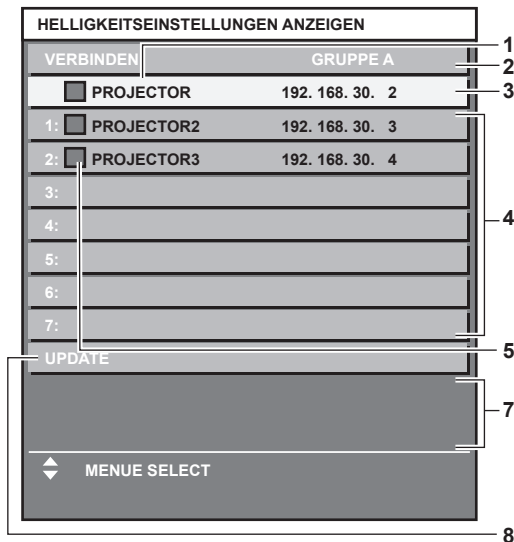 HELLIGKEITSEINSTELLUNGEN ANZEIGEN
VERBINDEN GRUPPE A
PROJECTOR 192. 168. 30. 2
1: PROJECTOR2 192. 168. 30. 3
2: PROJECTOR3 192. 168. 30. 4
3:
4:
5:
6:
7:
UPDATE
MENUE SELECT
1
2
3
4
5
7
8